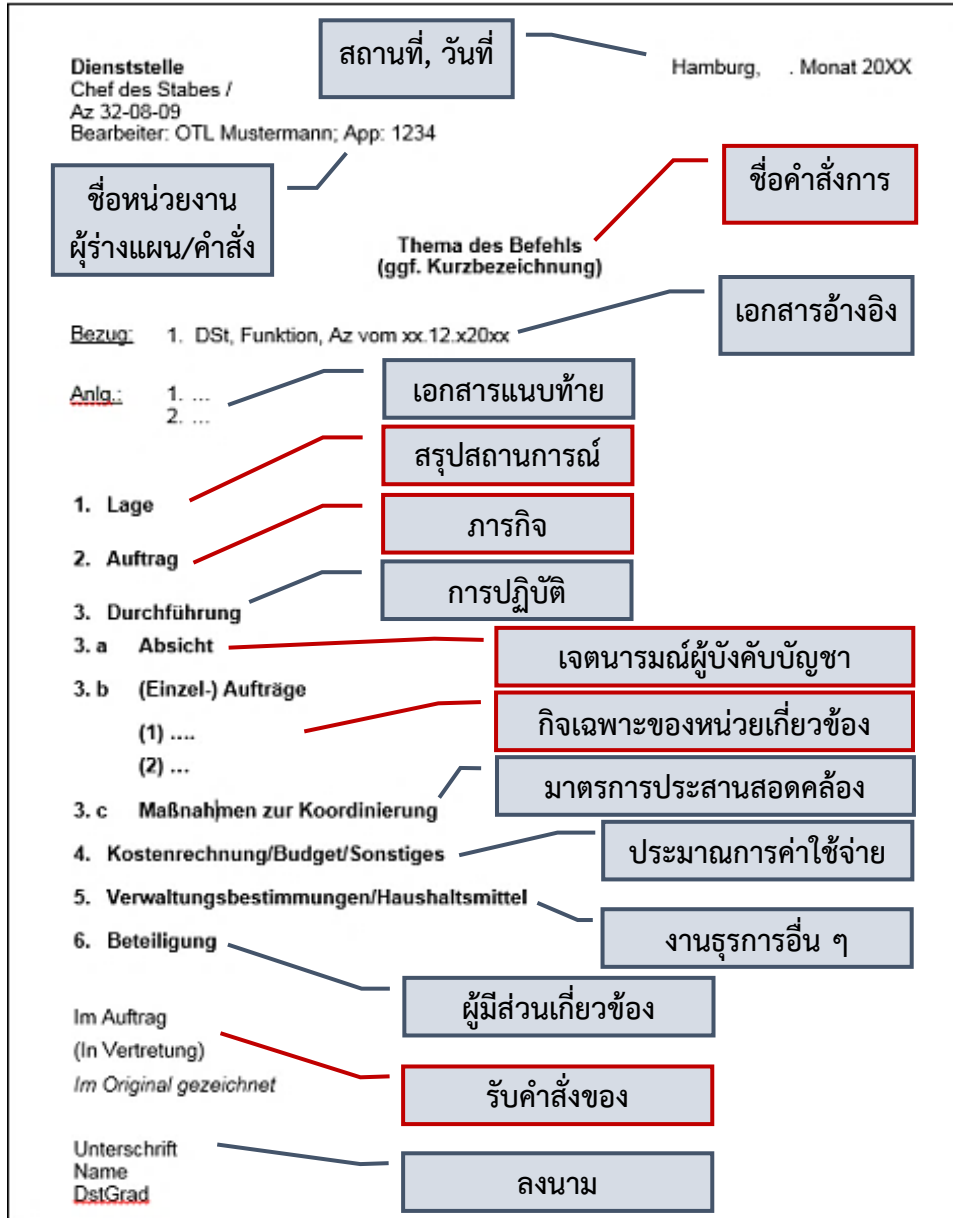 สถานที่, วันที่
Dienststelle
Hamburg, . Monat 20XX
Chef des Stabes /
Az 32-08-09
Bearbeiter: OTL Mustermann; App: 1234
ชื่อหน่วยงาน
ผู้ร่างแผน/คำสั่ง
ชื่อคำสั่งการ
Thema des Befehls
(ggf. Kurzbezeichnung)
เอกสารอ้างอิง
Bezug: 1. DSt, Funktion, Az vom xx.12.x20xx
Anlg.: 1. ...
2. ...
เอกสารแนบท้าย
สรุปสถานการณ์
1. Lage
ภารกิจ
2. Auftrag
การปฏิบัติ
3. Durchführung
3. a Absicht
เจตนารมณ์ผู้บังคับบัญชา
3. b (Einzel-) Aufträge
กิจเฉพาะของหน่วยเกี่ยวข้อง
(1) ....
(2) ...
มาตรการประสานสอดคล้อง
3. c Maßnahmen zur Koordinierung
4. Kostenrechnung/Budget/Sonstiges
ประมาณการค่าใช้จ่าย
5. Verwaltungsbestimmungen/Haushaltsmittel
6. Beteiligung
งานธุรการอื่น ๆ
ผู้มีส่วนเกี่ยวข้อง
Im Auftrag
(In Vertretung)
Im Original gezeichnet
รับคำสั่งของ
Unterschrift
Name
DstGrad
ลงนาม